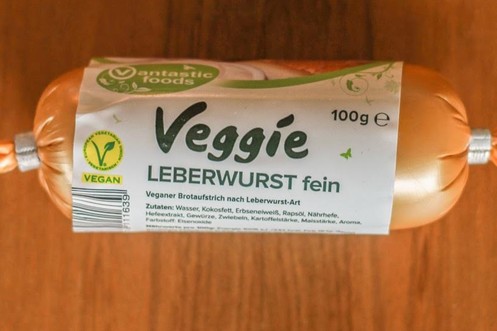 Vantastic
foods
Veggie
100g e
LEBERWURST fein
VEGAN
Veganer Brotaufstrich nach Leberwurst-Art
Zutaten: Wasser, Kokosfett, Erbseneiweiß, Rapsöl, Nährhefe,
Hefeextrakt, Gewürze, Zwiebeln, Kartoffelstärke, Maisstärke, Aroma,
Farbstoff: Eisenoxide
11639